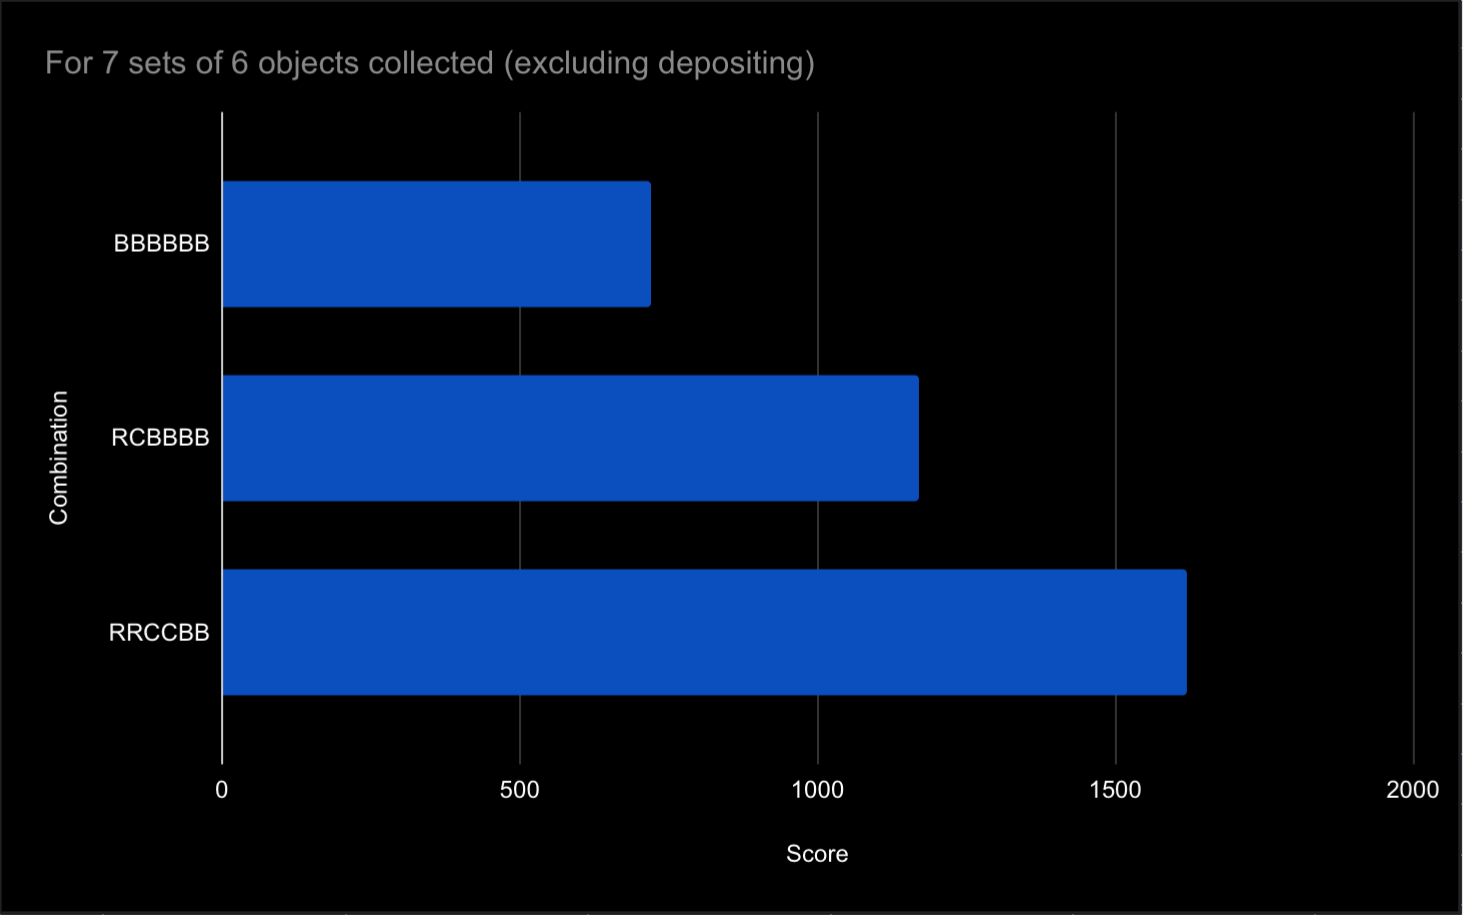 For 7 sets of 6 objects collected (excluding depositing)
Combination
BBBBBB
RCBBBB
RRCCBB
0 500 1000 1500 2000
Score